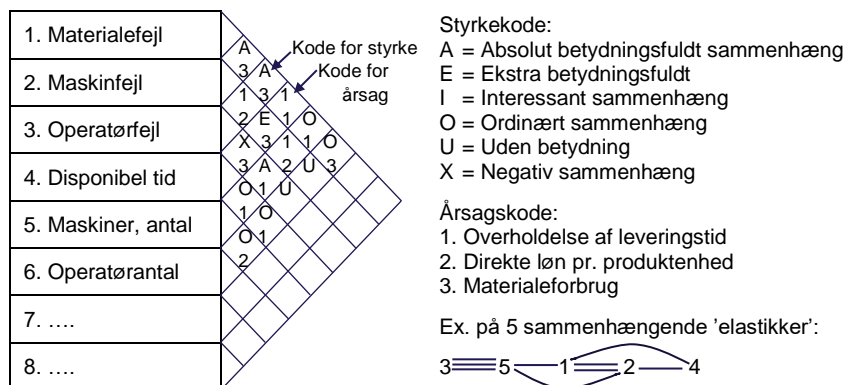 1. Materialefejl
2. Maskinfejl
3. Operatørfejl
4. Disponibel tid
5. Maskiner, antal
6. Operatørantal
7. ….
8. ….
A
3 A
1 3 1
2 E 1 O
X 3 1 1 O
3 A 2 U 3
O 1 U
1 O
O 1
2
Kode for styrke
Kode for
årsag
Styrkekode:
A = Absolut betydningsfuldt sammenhæng
E = Ekstra betydningsfuldt
I = Interessant sammenhæng
O = Ordinært sammenhæng
U = Uden betydning
X = Negativ sammenhæng
Årsagskode:
1. Overholdelse af leveringstid
2. Direkte løn pr. produktenhed
3. Materialeforbrug
Ex. på 5 sammenhængende 'elastikker':
3 5 1 2 4